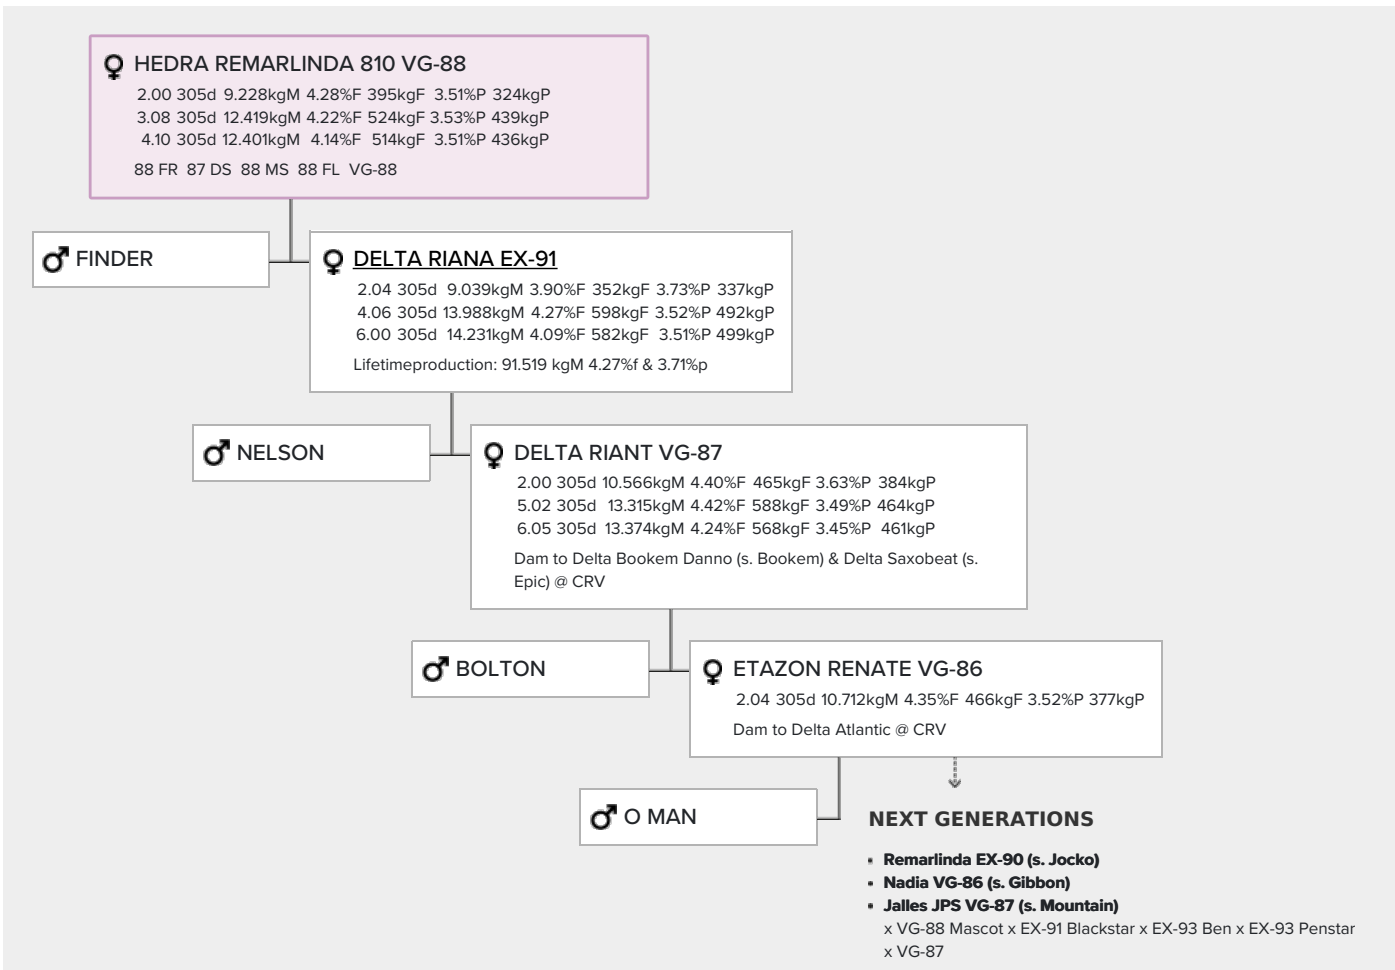 HEDRA REMARLINDA 810 VG-88
2.00 305d 9.228kgM 4.28%F 395kgF 3.51%P 324kgP
3.08 305d 12.419kgM 4.22%F 524kgF 3.53%P 439kgP
4.10 305d 12.401kgM 4.14%F 514kgF 3.51%P 436kgP
88 FR 87 DS 88 MS 88 FL VG-88
FINDER
DELTA RIANA EX-91
2.04 305d 9.039kgM 3.90%F 352kgF 3.73%P 337kgP
4.06 305d 13.988kgM 4.27%F 598kgF 3.52%P 492kgP
6.00 305d 14.231kgM 4.09%F 582kgF 3.51%P 499kgP
Lifetimeproduction: 91.519 kgM 4.27%f & 3.71%p
NELSON
DELTA RIANT VG-87
2.00 305d 10.566kgM 4.40%F 465kgF 3.63%P 384kgP
5.02 305d 13.315kgM 4.42%F 588kgF 3.49%P 464kgP
6.05 305d 13.374kgM 4.24%F 568kgF 3.45%P 461kgP
Dam to Delta Bookem Danno (s. Bookem) & Delta Saxobeat (s.
Epic) @ CRV
BOLTON
ETAZON RENATE VG-86
2.04 305d 10.712kgM 4.35%F 466kgF 3.52%P 377kgP
Dam to Delta Atlantic @ CRV
O MAN
NEXT GENERATIONS
• Remarlinda EX-90 (s. Jocko)
• Nadia VG-86 (s. Gibbon)
• Jalles JPS VG-87 (s. Mountain)
x VG-88 Mascot x EX-91 Blackstar x EX-93 Ben x EX-93 Penstar
x VG-87